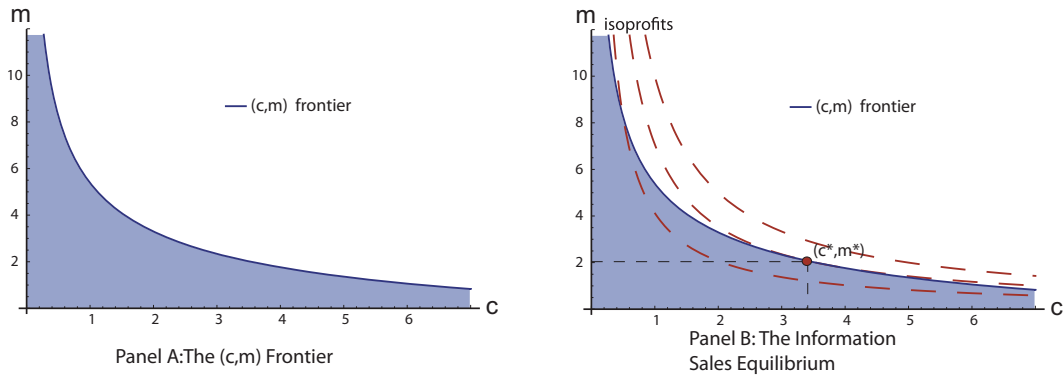 m
10
8
6
4
2
(c,m) frontier
1 2 3 4 5 6 c
Panel A:The (c,m) Frontier
m isoprofits
10
8
6
4
2
(c,m) frontier
(c*,m*)
1 2 3 4 5 6 c
Panel B: The Information
Sales Equilibrium